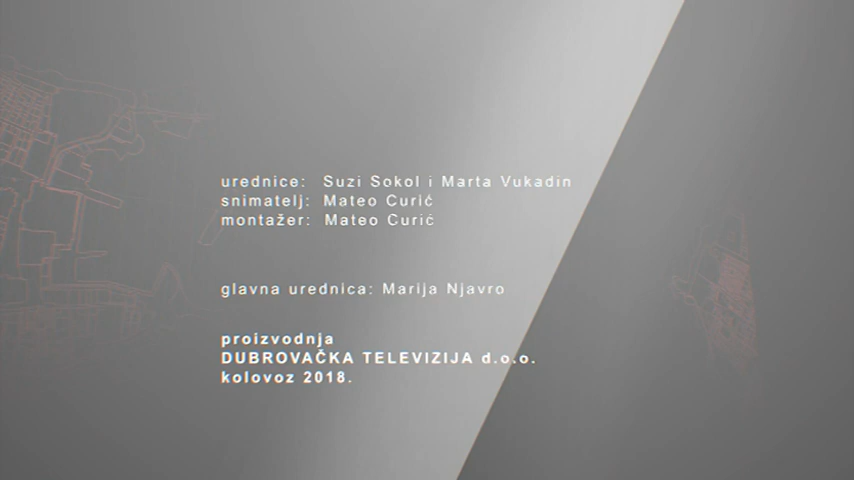 urednice: Suzi Sokol i Marta Vukadin
snimatelj: Mateo Curić
montažer: Mateo Curić
glavna urednica: Marija Njavro
proizvodnja
DUBROVAČKA TELEVIZIJA d.o.o.
kolovoz 2018.